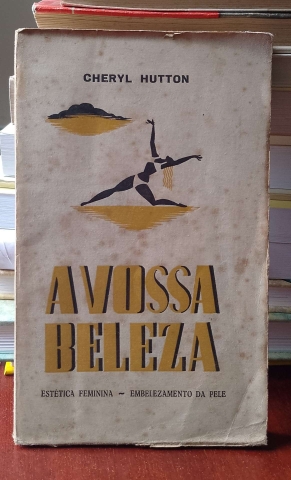 CHERYL HUTTON
A VOSSA
BELEZA
ESTÉTICA FEMININA ~ EMBELEZAMENTO DA PELE